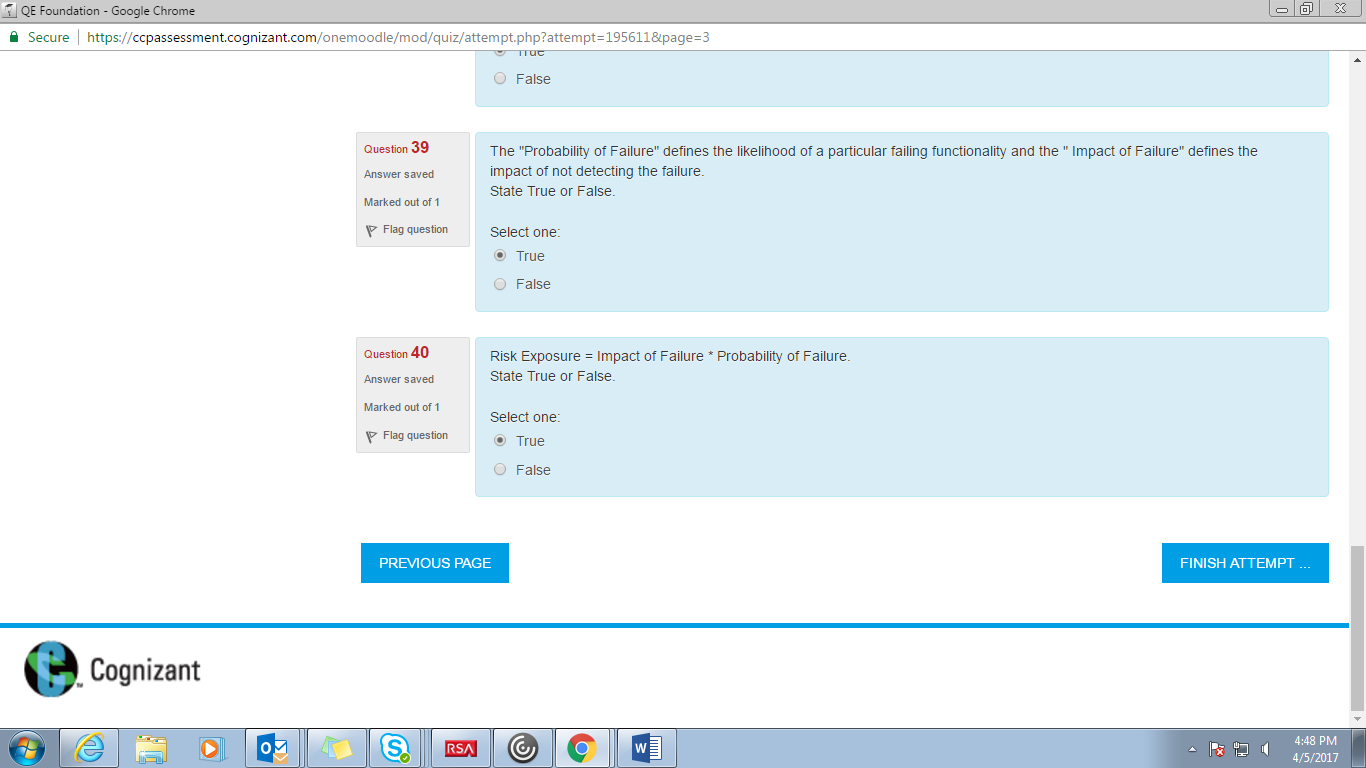 QE Foundation - Google Chrome
Secure https://ccpassessment.cognizant.com/onemoodle/mod/quiz/attempt.php?attempt=195611&page=3
True
False
Question 39
Answer saved
Marked out of 1
Flag question
The "Probability of Failure" defines the likelihood of a particular failing functionality and the " Impact of Failure" defines the
impact of not detecting the failure.
State True or False.
Select one:
True
False
Question 40
Answer saved
Marked out of 1
Flag question
Risk Exposure = Impact of Failure * Probability of Failure.
State True or False.
Select one:
True
False
PREVIOUS PAGE
FINISH ATTEMPT ...
Cognizant
RSA
4:48 PM
4/5/2017